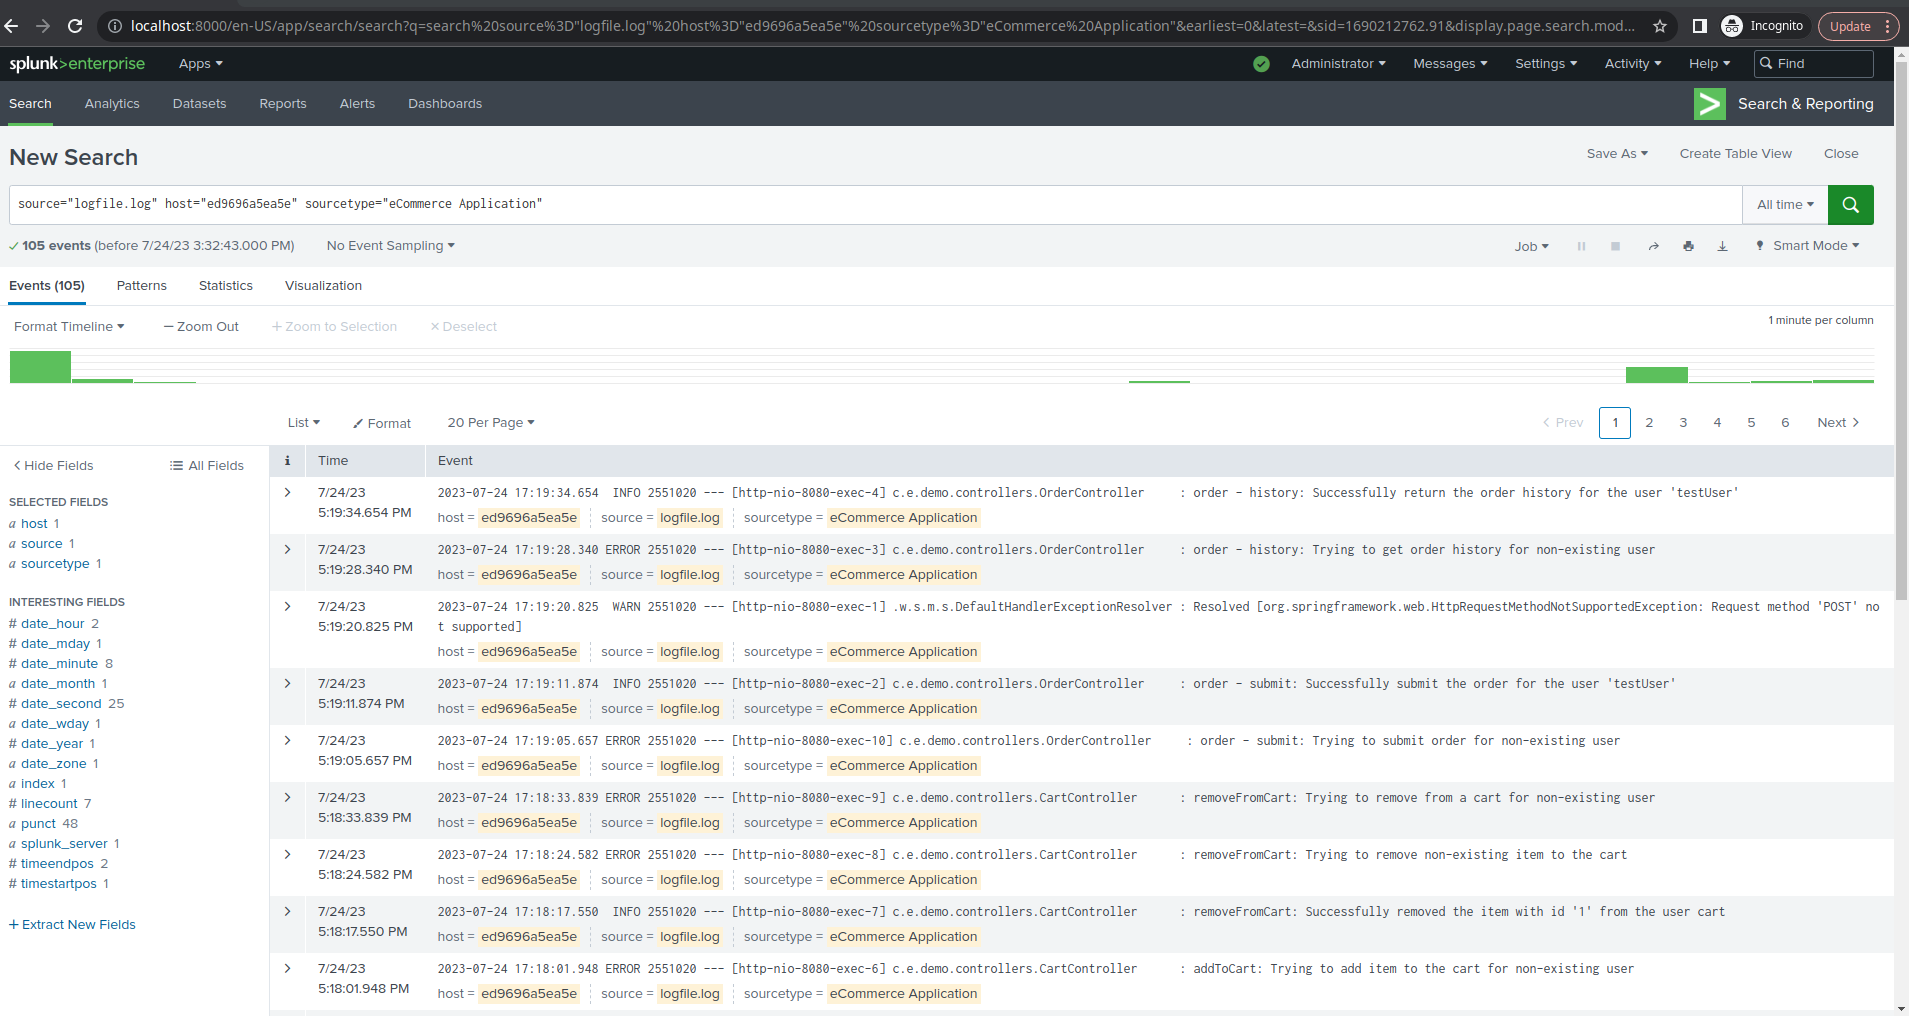 localhost:8000/en-US/app/search/search?q=search%20source%3D"logfile.log"%20host%3D"ed9696a5ea5e"%20sourcetype%3D"eCommerce%20Application"&earliest=0&latest=&sid=1690212762.91&display.page.search.mod... Incognito Update
splunk>enterprise Apps Administrator Messages Settings Activity Help Find
Search Analytics Datasets Reports Alerts Dashboards > Search & Reporting
New Search Save As Create Table View Close
source="logfile.log" host="ed9696a5ea5e" sourcetype="eCommerce Application" All time
✓ 105 events (before 7/24/23 3:32:43.000 PM) No Event Sampling Job Smart Mode
Events (105) Patterns Statistics Visualization
Format Timeline — Zoom Out + Zoom to Selection × Deselect 1 minute per column
List Format 20 Per Page < Prev 1 2 3 4 5 6 Next >
< Hide Fields All Fields
SELECTED FIELDS
a host 1
a source 1
a sourcetype 1
INTERESTING FIELDS
# date_hour 2
# date_mday 1
# date_minute 8
a date_month 1
# date_second 25
a date_wday 1
# date_year 1
a date_zone 1
a index 1
# linecount 7
a punct 48
a splunk_server 1
# timeendpos 2
# timestartpos 1
+ Extract New Fields
i Time Event
7/24/23 2023-07-24 17:19:34.654  INFO 2551020 --- [http-nio-8080-exec-4] c.e.demo.controllers.OrderController     : order - history: Successfully return the order history for the user 'testUser'
5:19:34.654 PM host = ed9696a5ea5e source = logfile.log sourcetype = eCommerce Application
7/24/23 2023-07-24 17:19:28.340 ERROR 2551020 --- [http-nio-8080-exec-3] c.e.demo.controllers.OrderController     : order - history: Trying to get order history for non-existing user
5:19:28.340 PM host = ed9696a5ea5e source = logfile.log sourcetype = eCommerce Application
7/24/23 2023-07-24 17:19:20.825  WARN 2551020 --- [http-nio-8080-exec-1] .w.s.m.s.DefaultHandlerExceptionResolver : Resolved [org.springframework.web.HttpRequestMethodNotSupportedException: Request method 'POST' no
5:19:20.825 PM t supported]
host = ed9696a5ea5e source = logfile.log sourcetype = eCommerce Application
7/24/23 2023-07-24 17:19:11.874  INFO 2551020 --- [http-nio-8080-exec-2] c.e.demo.controllers.OrderController     : order - submit: Successfully submit the order for the user 'testUser'
5:19:11.874 PM host = ed9696a5ea5e source = logfile.log sourcetype = eCommerce Application
7/24/23 2023-07-24 17:19:05.657 ERROR 2551020 --- [http-nio-8080-exec-10] c.e.demo.controllers.OrderController     : order - submit: Trying to submit order for non-existing user
5:19:05.657 PM host = ed9696a5ea5e source = logfile.log sourcetype = eCommerce Application
7/24/23 2023-07-24 17:18:33.839 ERROR 2551020 --- [http-nio-8080-exec-9] c.e.demo.controllers.CartController      : removeFromCart: Trying to remove from a cart for non-existing user
5:18:33.839 PM host = ed9696a5ea5e source = logfile.log sourcetype = eCommerce Application
7/24/23 2023-07-24 17:18:24.582 ERROR 2551020 --- [http-nio-8080-exec-8] c.e.demo.controllers.CartController      : removeFromCart: Trying to remove non-existing item to the cart
5:18:24.582 PM host = ed9696a5ea5e source = logfile.log sourcetype = eCommerce Application
7/24/23 2023-07-24 17:18:17.550  INFO 2551020 --- [http-nio-8080-exec-7] c.e.demo.controllers.CartController      : removeFromCart: Successfully removed the item with id '1' from the user cart
5:18:17.550 PM host = ed9696a5ea5e source = logfile.log sourcetype = eCommerce Application
7/24/23 2023-07-24 17:18:01.948 ERROR 2551020 --- [http-nio-8080-exec-6] c.e.demo.controllers.CartController      : addToCart: Trying to add item to the cart for non-existing user
5:18:01.948 PM host = ed9696a5ea5e source = logfile.log sourcetype = eCommerce Application